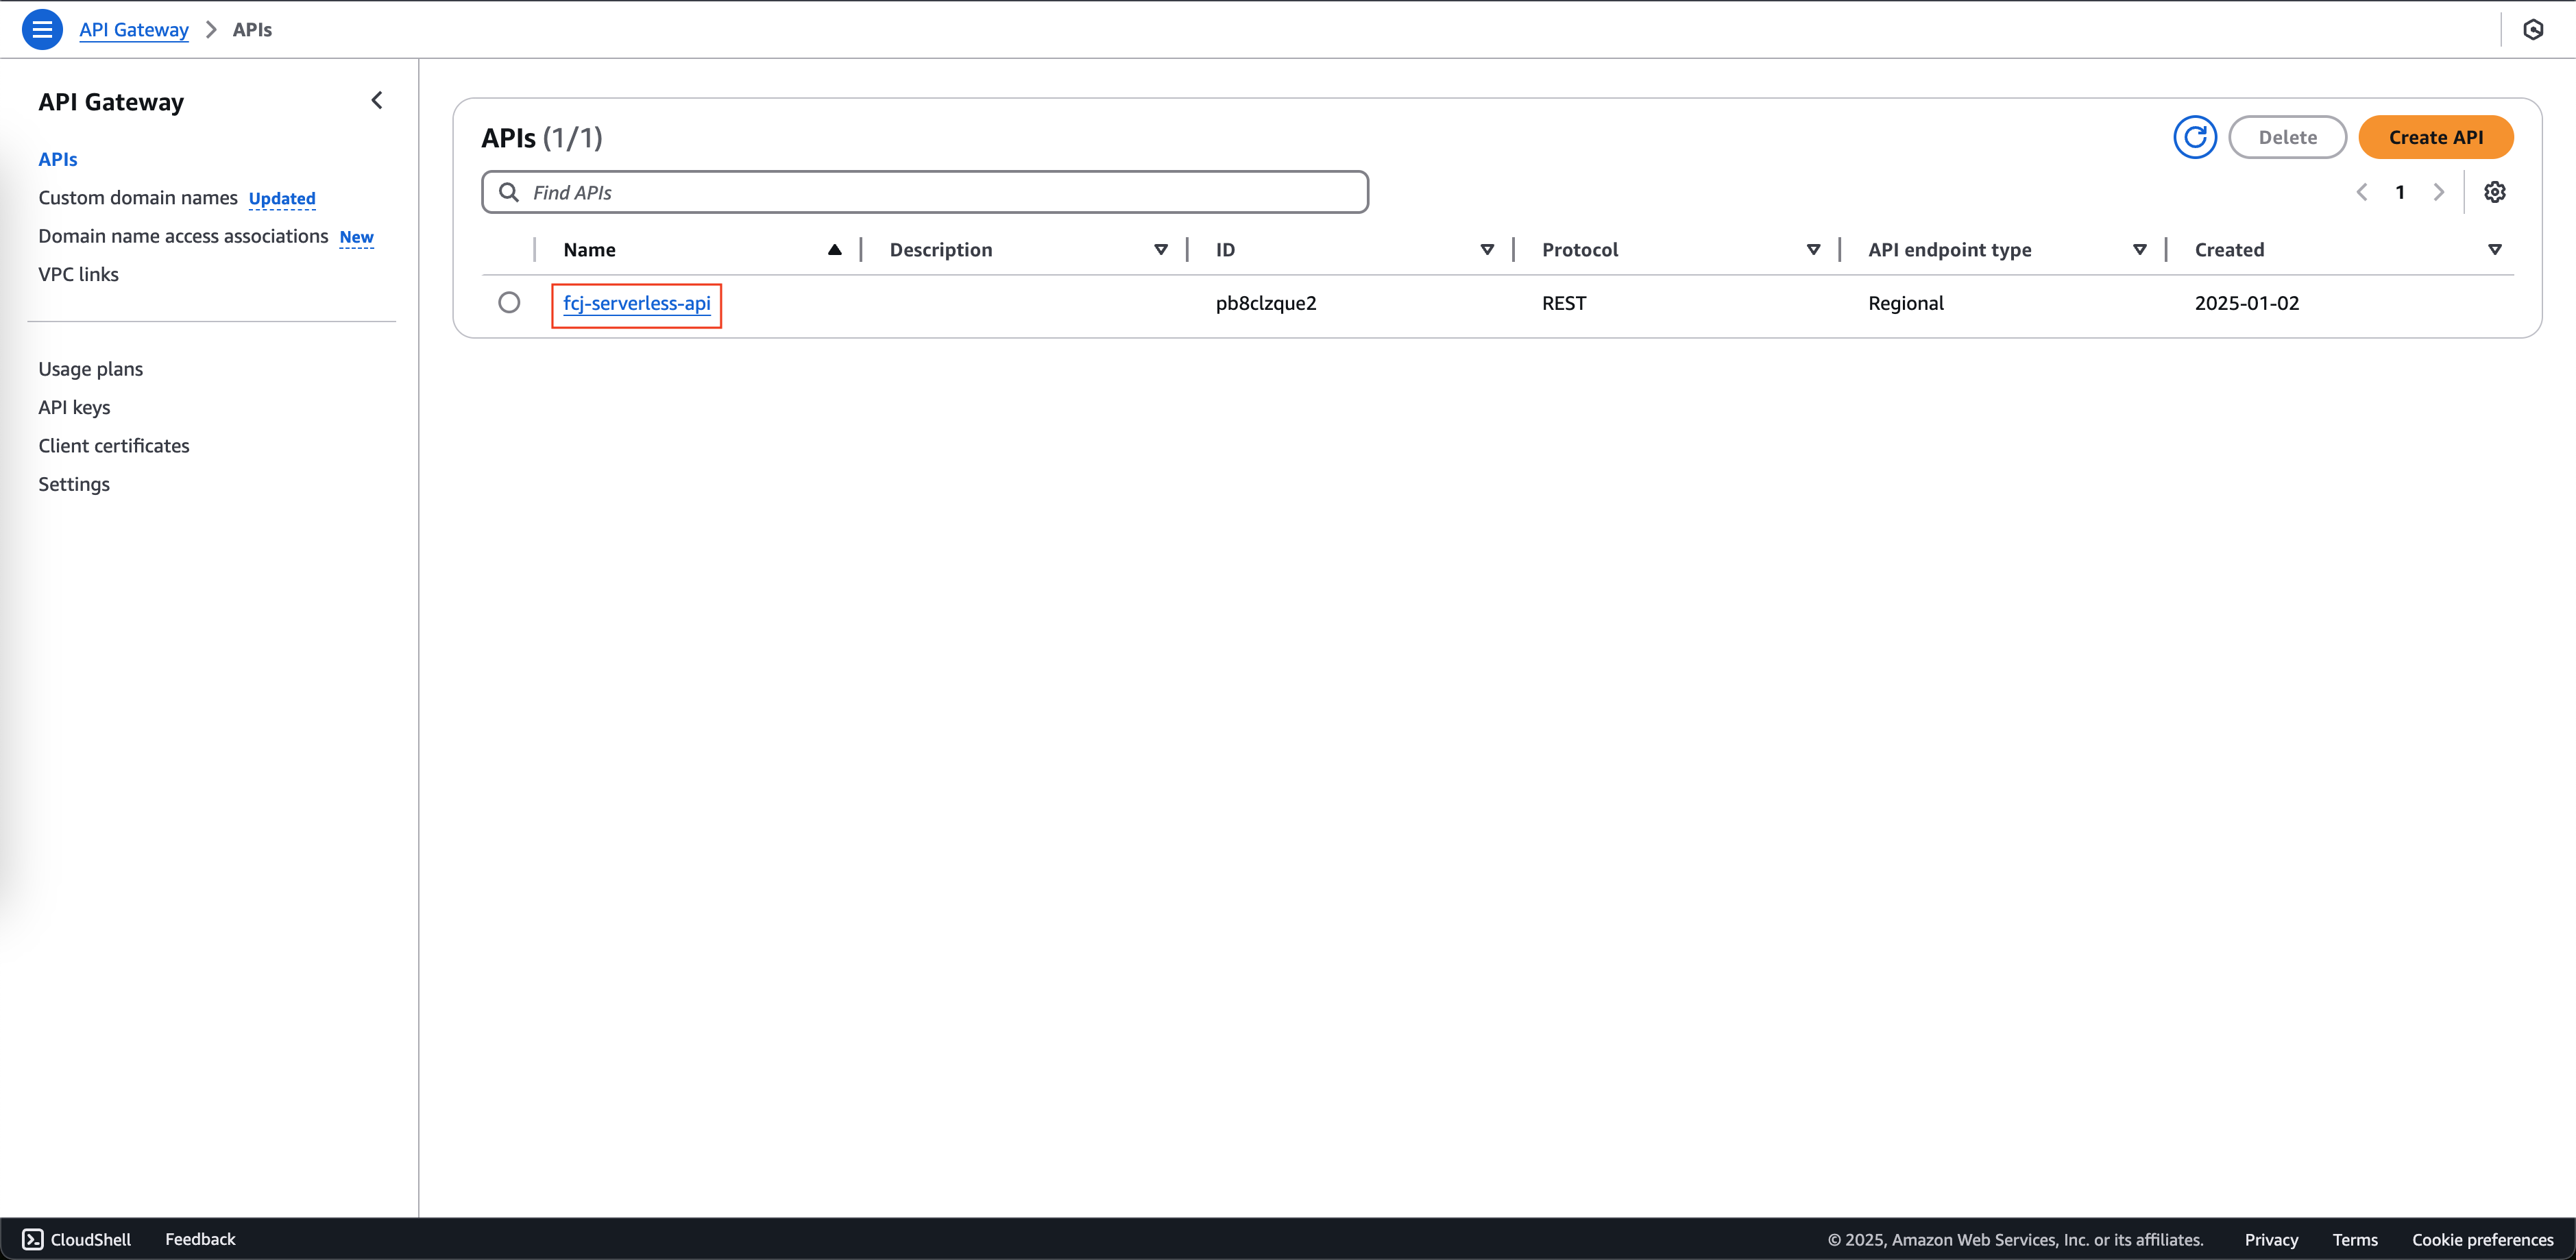 API Gateway > APIs
API Gateway
APIs
Custom domain names Updated
Domain name access associations New
VPC links
Usage plans
API keys
Client certificates
Settings
APIs (1/1)
Delete
Create API
Find APIs
1
Name Description ID Protocol API endpoint type Created
fcj-serverless-api pb8clzque2 REST Regional 2025-01-02
CloudShell Feedback © 2025, Amazon Web Services, Inc. or its affiliates. Privacy Terms Cookie preferences